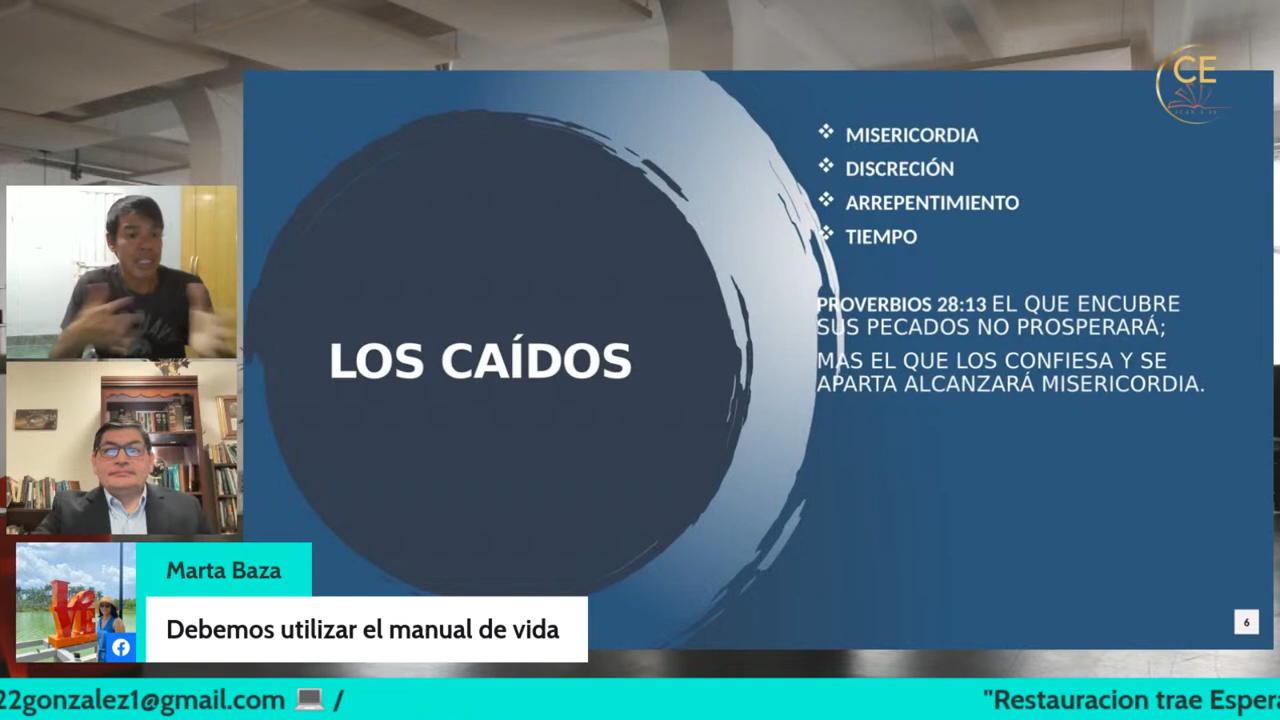 CE
❖ MISERICORDIA
❖ DISCRECIÓN
❖ ARREPENTIMIENTO
❖ TIEMPO
LOS CAÍDOS
PROVERBIOS 28:13 EL QUE ENCUBRE
SUS PECADOS NO PROSPERARÁ;
MAS EL QUE LOS CONFIESA Y SE
APARTA ALCANZARÁ MISERICORDIA.
6
LOVE
Marta Baza
Debemos utilizar el manual de vida
22gonzalez1@gmail.com 💻 /
"Restauracion trae Espera